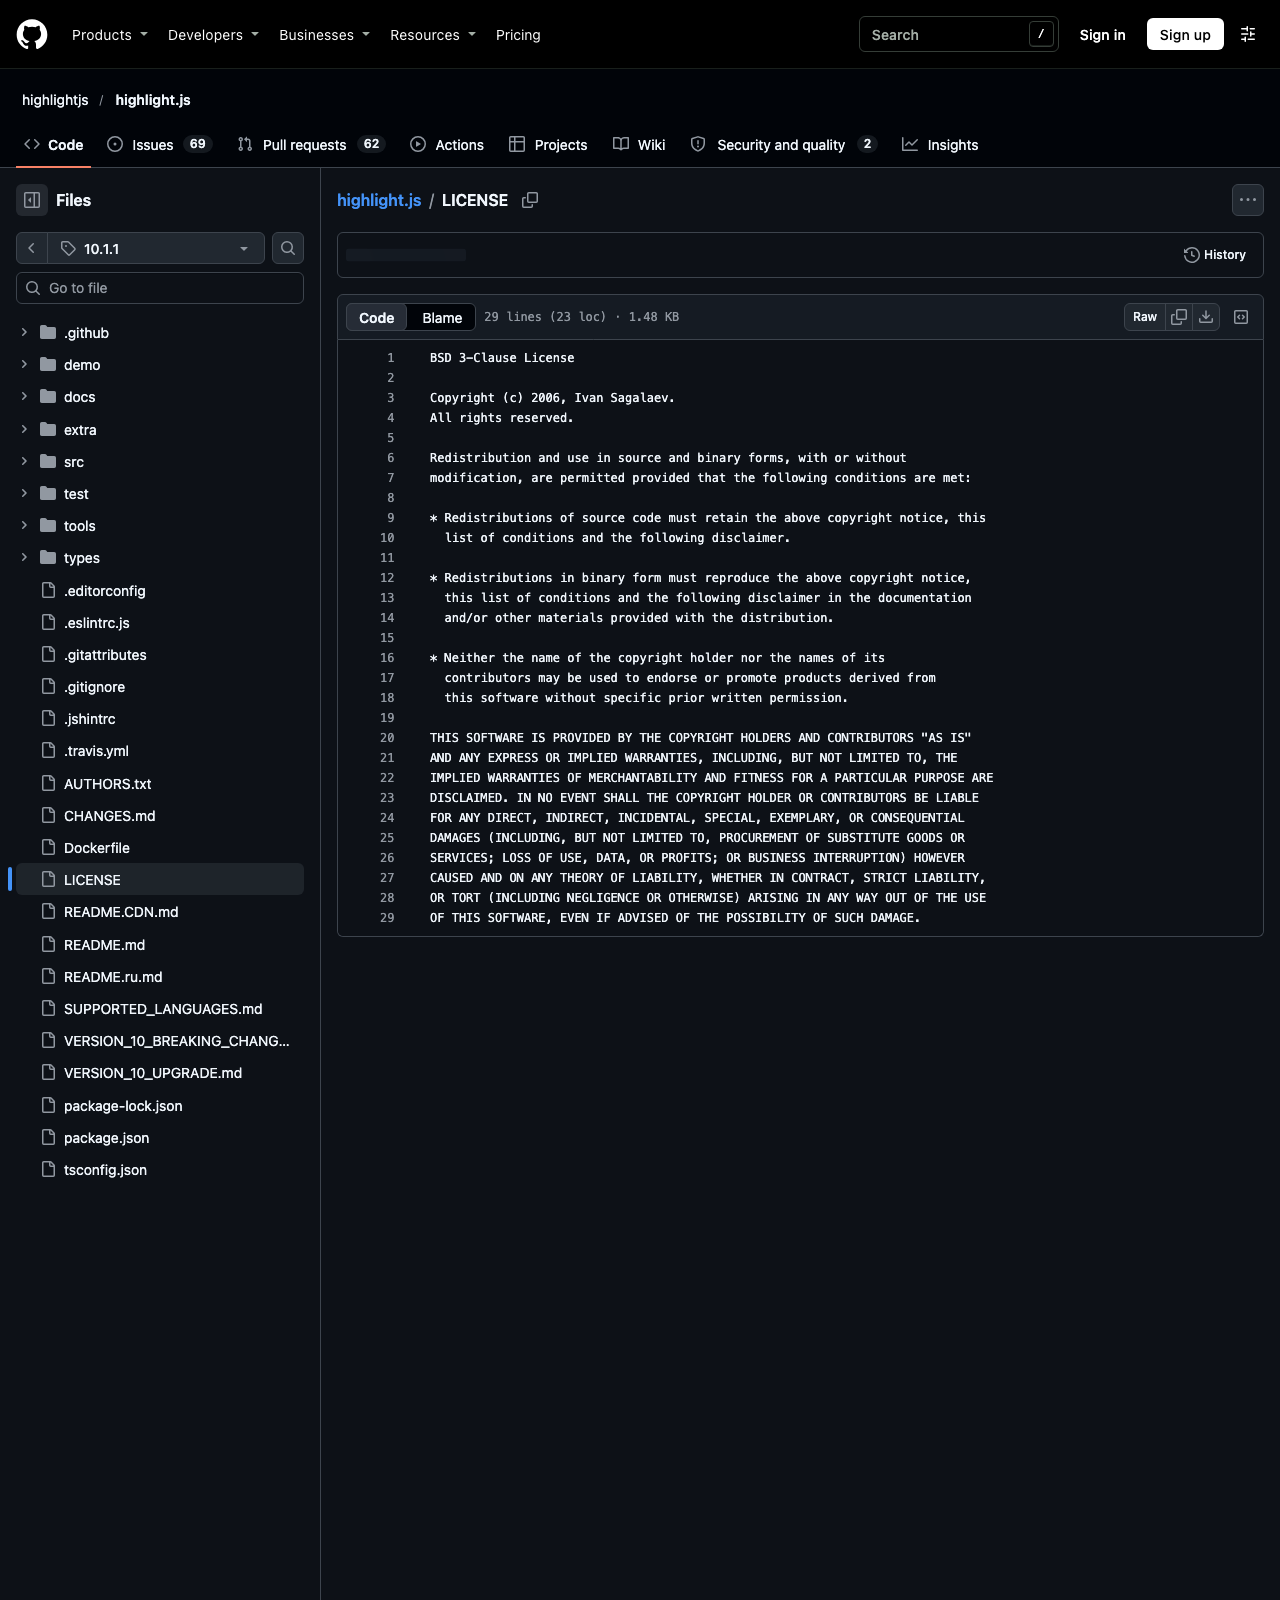 Products Developers Businesses Resources Pricing Search / Sign in Sign up
highlightjs / highlight.js
Code Issues 69 Pull requests 62 Actions Projects Wiki Security and quality 2 Insights
Files
10.1.1
Go to file
.github
demo
docs
extra
src
test
tools
types
.editorconfig
.eslintrc.js
.gitattributes
.gitignore
.jshintrc
.travis.yml
AUTHORS.txt
CHANGES.md
Dockerfile
LICENSE
README.CDN.md
README.md
README.ru.md
SUPPORTED_LANGUAGES.md
VERSION_10_BREAKING_CHANG...
VERSION_10_UPGRADE.md
package-lock.json
package.json
tsconfig.json
highlight.js / LICENSE
History
Code Blame 29 lines (23 loc) · 1.48 KB Raw
1 BSD 3-Clause License
2
3 Copyright (c) 2006, Ivan Sagalaev.
4 All rights reserved.
5
6 Redistribution and use in source and binary forms, with or without
7 modification, are permitted provided that the following conditions are met:
8
9 * Redistributions of source code must retain the above copyright notice, this
10 list of conditions and the following disclaimer.
11
12 * Redistributions in binary form must reproduce the above copyright notice,
13 this list of conditions and the following disclaimer in the documentation
14 and/or other materials provided with the distribution.
15
16 * Neither the name of the copyright holder nor the names of its
17 contributors may be used to endorse or promote products derived from
18 this software without specific prior written permission.
19
20 THIS SOFTWARE IS PROVIDED BY THE COPYRIGHT HOLDERS AND CONTRIBUTORS "AS IS"
21 AND ANY EXPRESS OR IMPLIED WARRANTIES, INCLUDING, BUT NOT LIMITED TO, THE
22 IMPLIED WARRANTIES OF MERCHANTABILITY AND FITNESS FOR A PARTICULAR PURPOSE ARE
23 DISCLAIMED. IN NO EVENT SHALL THE COPYRIGHT HOLDER OR CONTRIBUTORS BE LIABLE
24 FOR ANY DIRECT, INDIRECT, INCIDENTAL, SPECIAL, EXEMPLARY, OR CONSEQUENTIAL
25 DAMAGES (INCLUDING, BUT NOT LIMITED TO, PROCUREMENT OF SUBSTITUTE GOODS OR
26 SERVICES; LOSS OF USE, DATA, OR PROFITS; OR BUSINESS INTERRUPTION) HOWEVER
27 CAUSED AND ON ANY THEORY OF LIABILITY, WHETHER IN CONTRACT, STRICT LIABILITY,
28 OR TORT (INCLUDING NEGLIGENCE OR OTHERWISE) ARISING IN ANY WAY OUT OF THE USE
29 OF THIS SOFTWARE, EVEN IF ADVISED OF THE POSSIBILITY OF SUCH DAMAGE.